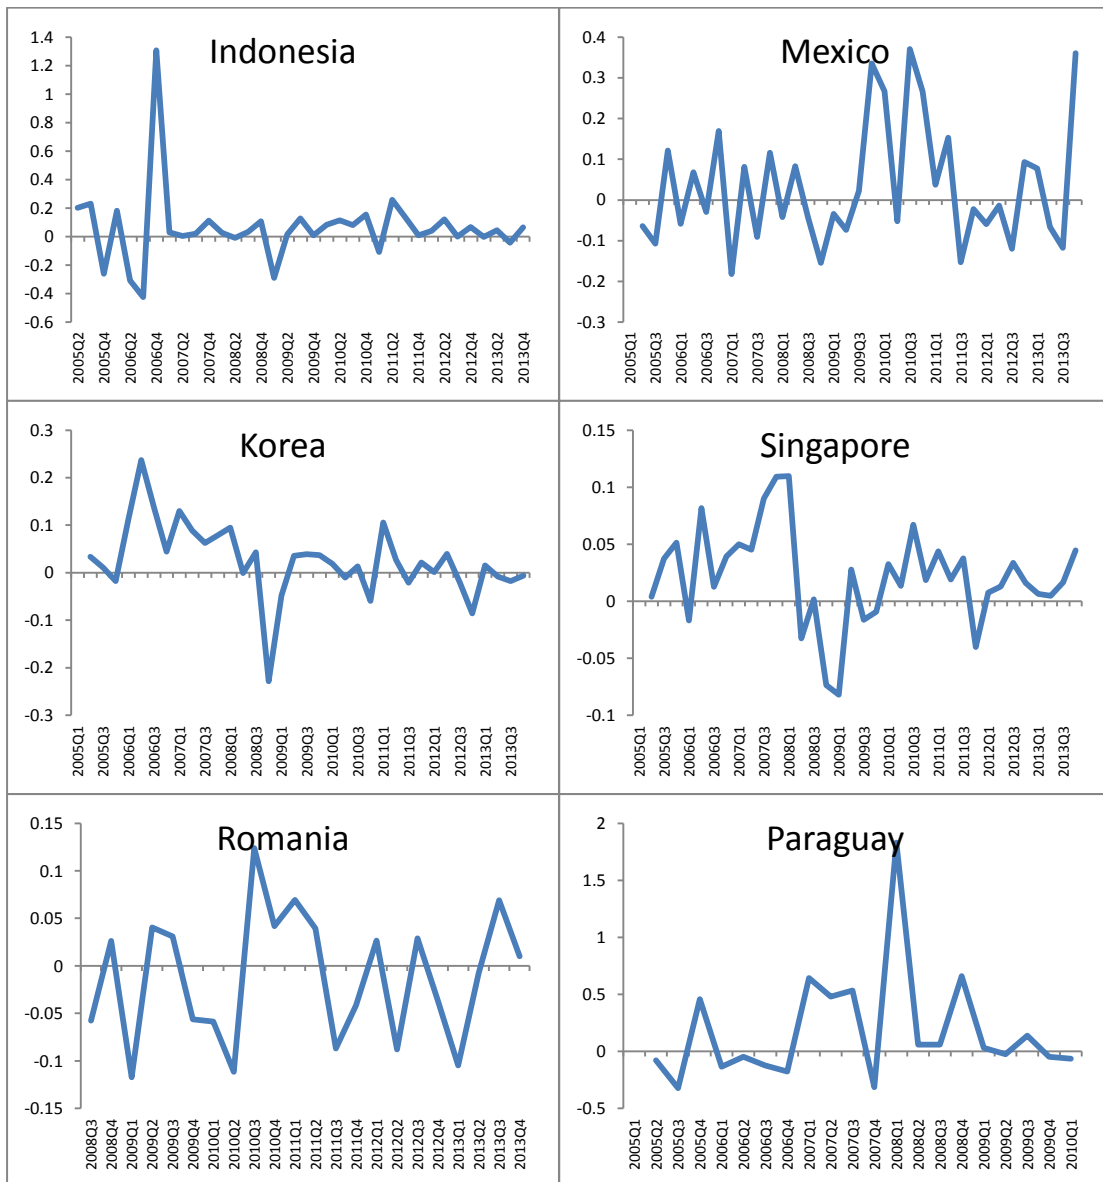 Indonesia
1.4
1.2
1
0.8
0.6
0.4
0.2
0
-0.2
-0.4
-0.6
2005Q2
2005Q4
2006Q2
2006Q4
2007Q2
2007Q4
2008Q2
2008Q4
2009Q2
2009Q4
2010Q2
2010Q4
2011Q2
2011Q4
2012Q2
2012Q4
2013Q2
2013Q4
Mexico
0.4
0.3
0.2
0.1
0
-0.1
-0.2
-0.3
2005Q1
2005Q3
2006Q1
2006Q3
2007Q1
2007Q3
2008Q1
2008Q3
2009Q1
2009Q3
2010Q1
2010Q3
2011Q1
2011Q3
2012Q1
2012Q3
2013Q1
2013Q3
Korea
0.3
0.2
0.1
0
-0.1
-0.2
-0.3
2005Q1
2005Q3
2006Q1
2006Q3
2007Q1
2007Q3
2008Q1
2008Q3
2009Q1
2009Q3
2010Q1
2010Q3
2011Q1
2011Q3
2012Q1
2012Q3
2013Q1
2013Q3
Singapore
0.15
0.1
0.05
0
-0.05
-0.1
2005Q1
2005Q3
2006Q1
2006Q3
2007Q1
2007Q3
2008Q1
2008Q3
2009Q1
2009Q3
2010Q1
2010Q3
2011Q1
2011Q3
2012Q1
2012Q3
2013Q1
2013Q3
Romania
0.15
0.1
0.05
0
-0.05
-0.1
-0.15
2008Q3
2008Q4
2009Q1
2009Q2
2009Q3
2009Q4
2010Q1
2010Q2
2010Q3
2010Q4
2011Q1
2011Q2
2011Q3
2011Q4
2012Q1
2012Q2
2012Q3
2012Q4
2013Q1
2013Q2
2013Q3
2013Q4
Paraguay
2
1.5
1
0.5
0
-0.5
2005Q1
2005Q2
2005Q3
2005Q4
2006Q1
2006Q2
2006Q3
2006Q4
2007Q1
2007Q2
2007Q3
2007Q4
2008Q1
2008Q2
2008Q3
2008Q4
2009Q1
2009Q2
2009Q3
2009Q4
2010Q1